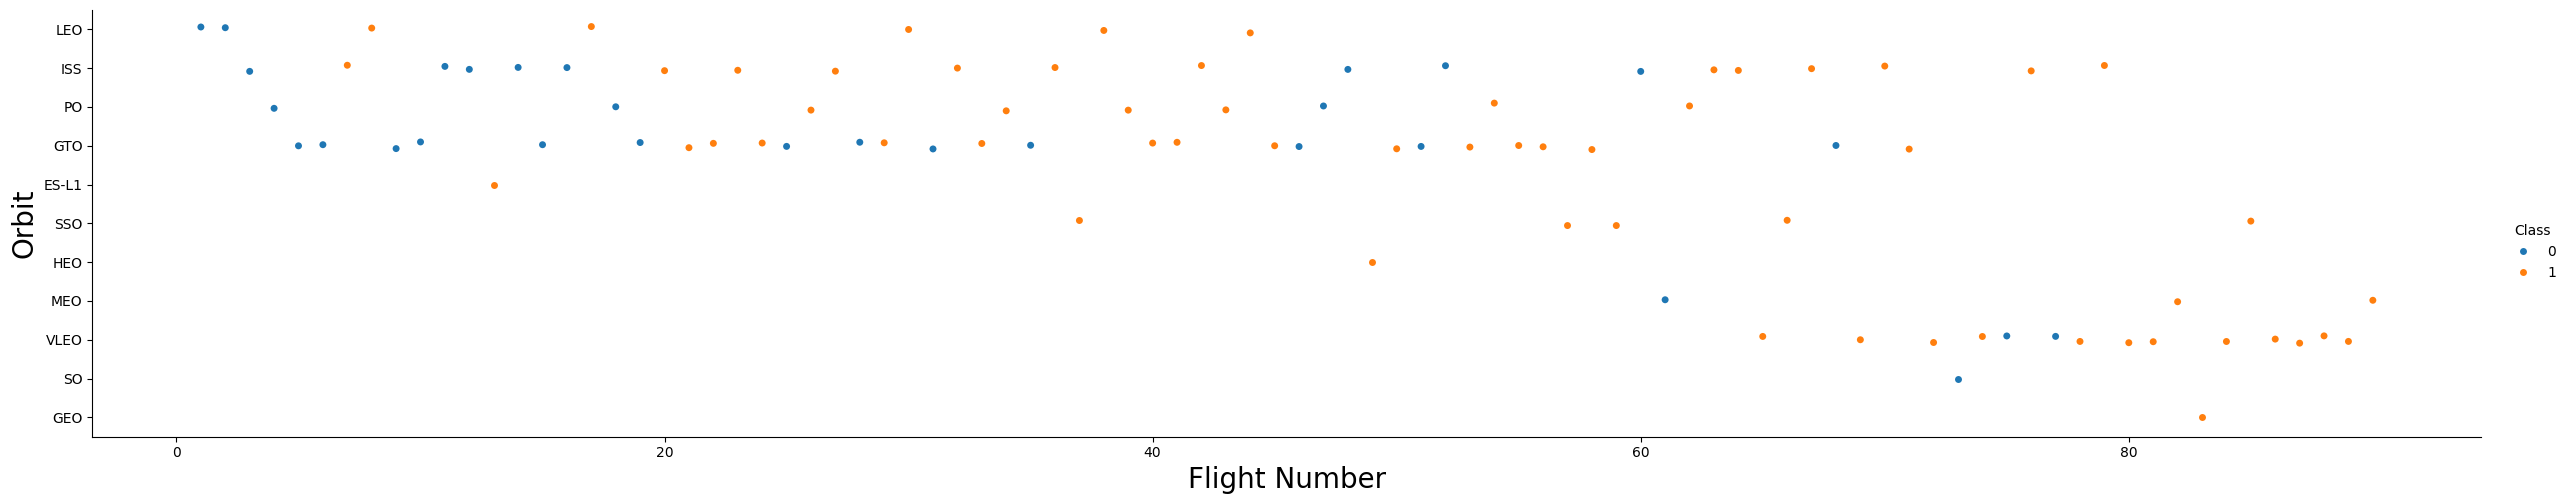 LEO
ISS
PO
GTO
ES-L1
SSO
HEO
MEO
VLEO
SO
GEO
Orbit
0
20
40
60
80
Flight Number
Class
0
1